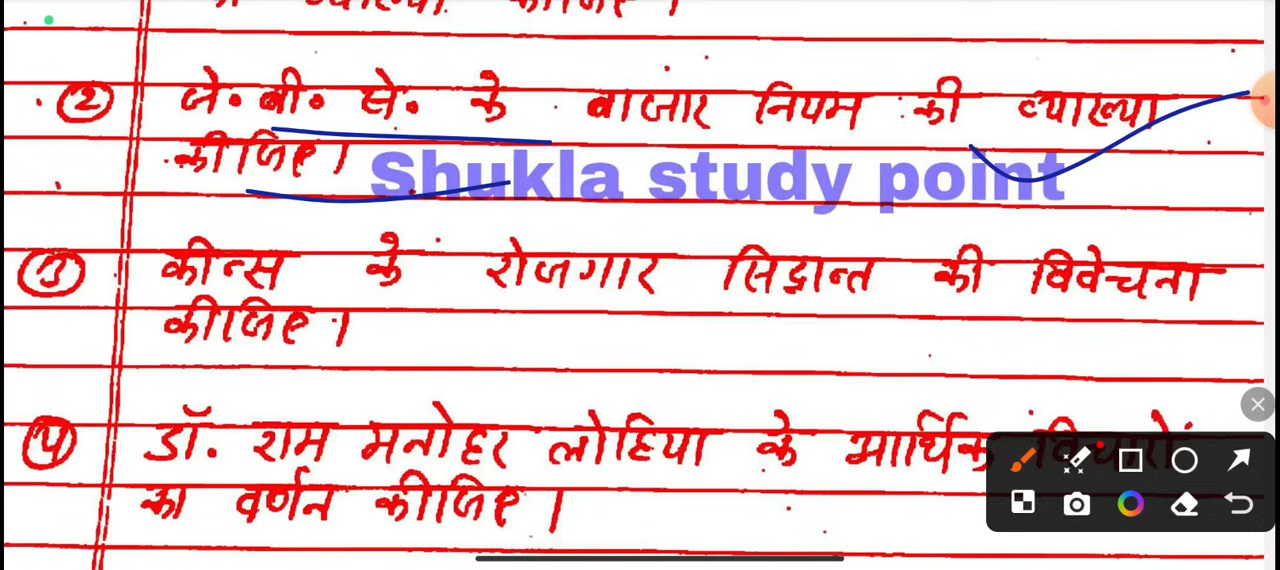 की व्याख्या कीजिए।
(2) जे. बी. से. के बाजार नियम की व्याख्या
कीजिए।
Shukla study point
(3) कीन्स के रोजगार सिद्धान्त की विवेचना
कीजिए।
(4) डॉ. राम मनोहर लोहिया के आर्थिक विचारों
का वर्णन कीजिए।